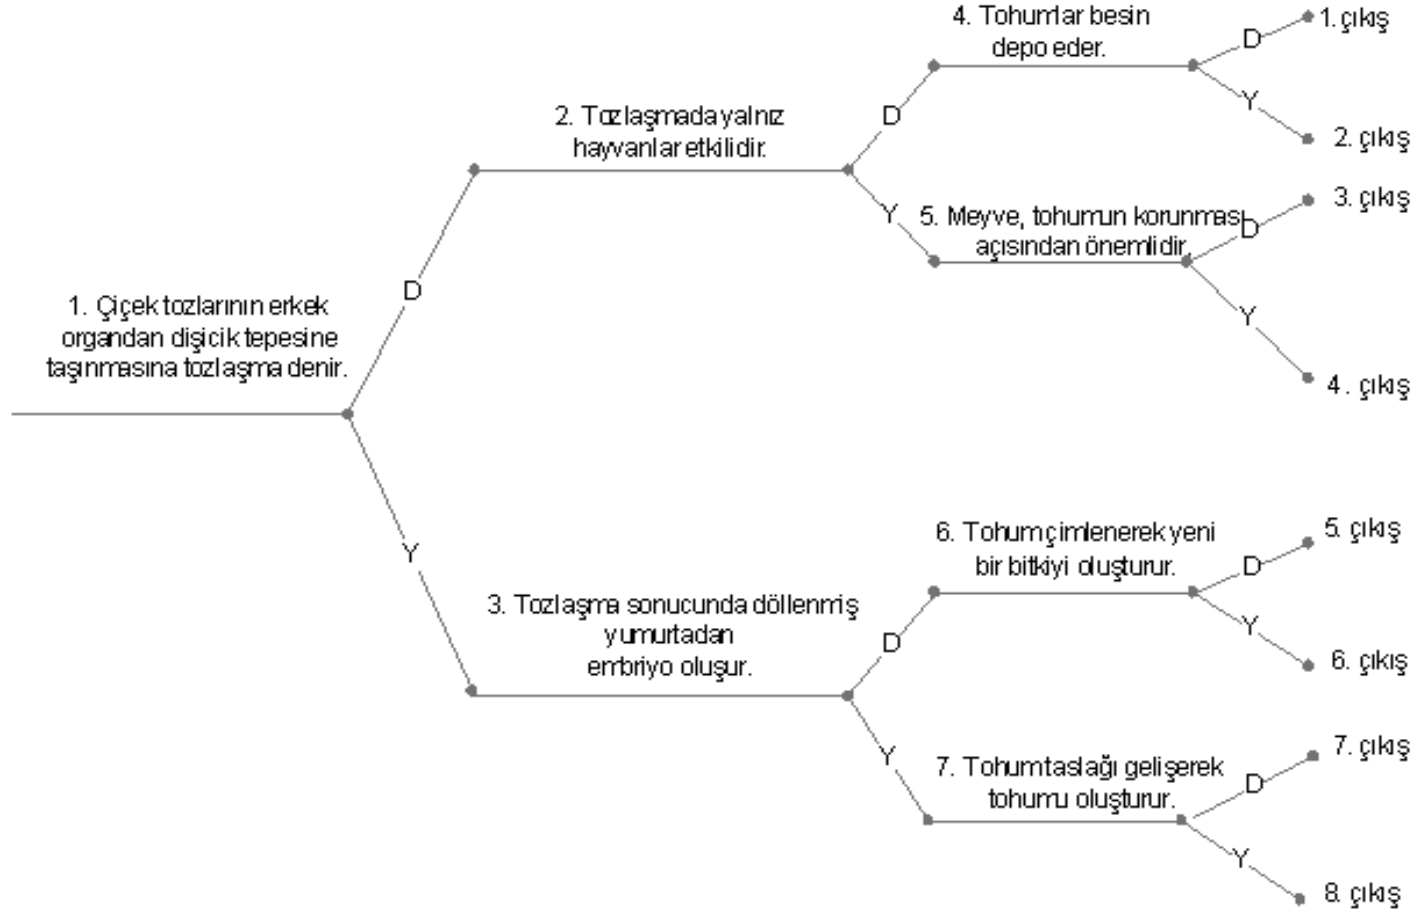 4. Tohumlar besin
depo eder.
D
1. çıkış
Y
2. çıkış
2. Tozlaşmada yalnız
hayvanlar etkilidir.
D
Y
5. Meyve, tohumun korunması
açısından önemlidir.
D
3. çıkış
Y
4. çıkış
1. Çiçek tozlarının erkek
organdan dişicik tepesine
taşınmasına tozlaşma denir.
D
Y
3. Tozlaşma sonucunda döllenmiş
yumurtadan
embriyo oluşur.
D
Y
6. Tohum çimlenerek yeni
bir bitkiyi oluşturur.
D
5. çıkış
Y
6. çıkış
7. Tohum taslağı gelişerek
tohumu oluşturur.
D
7. çıkış
Y
8. çıkış